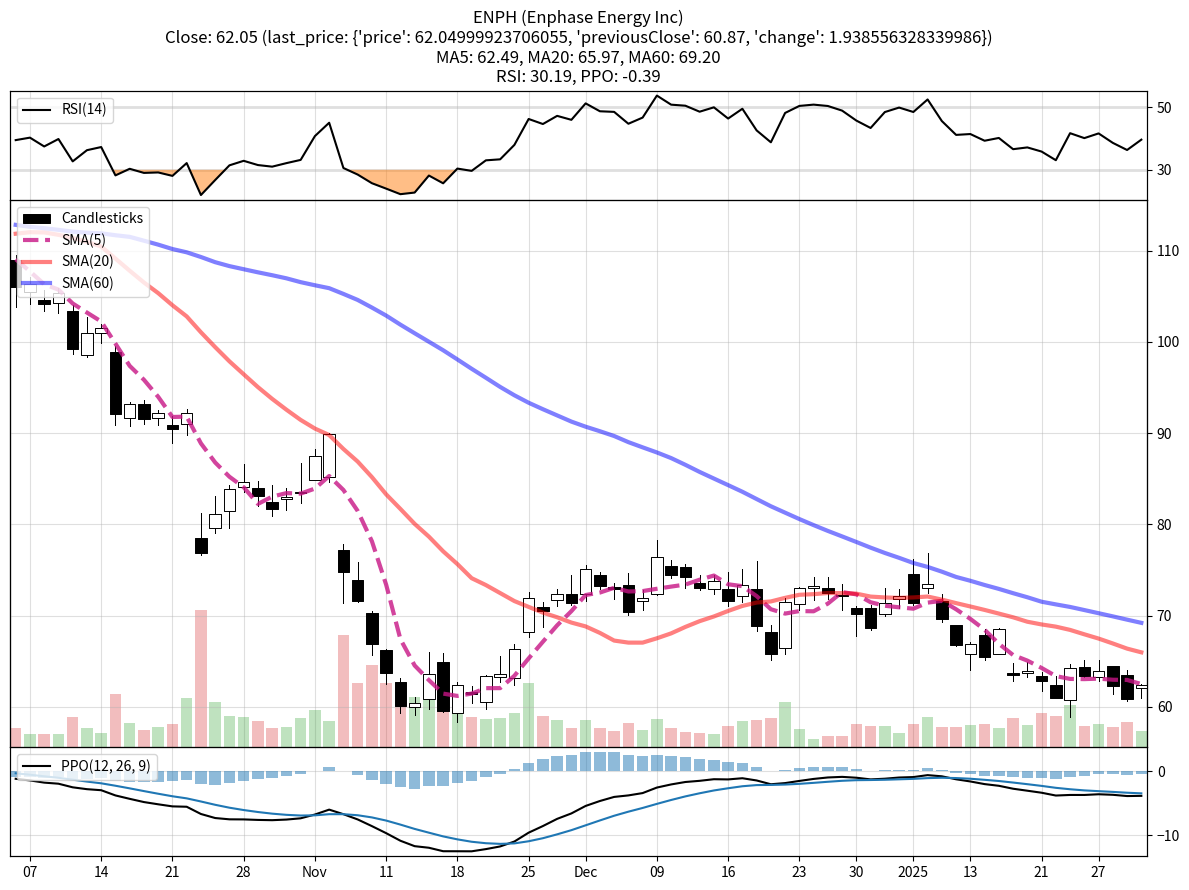 ENPH (Enphase Energy Inc)
Close: 62.05 (last_price: {'price': 62.04999923706055, 'previousClose': 60.87, 'change': 1.938556328339986})
MA5: 62.49, MA20: 65.97, MA60: 69.20
RSI: 30.19, PPO: -0.39
RSI(14)
50
30
Candlesticks
SMA(5)
SMA(20)
SMA(60)
110
100
90
80
70
60
PPO(12, 26, 9)
0
−10
07 14 21 28 Nov 11 18 25 Dec 09 16 23 30 2025 13 21 27